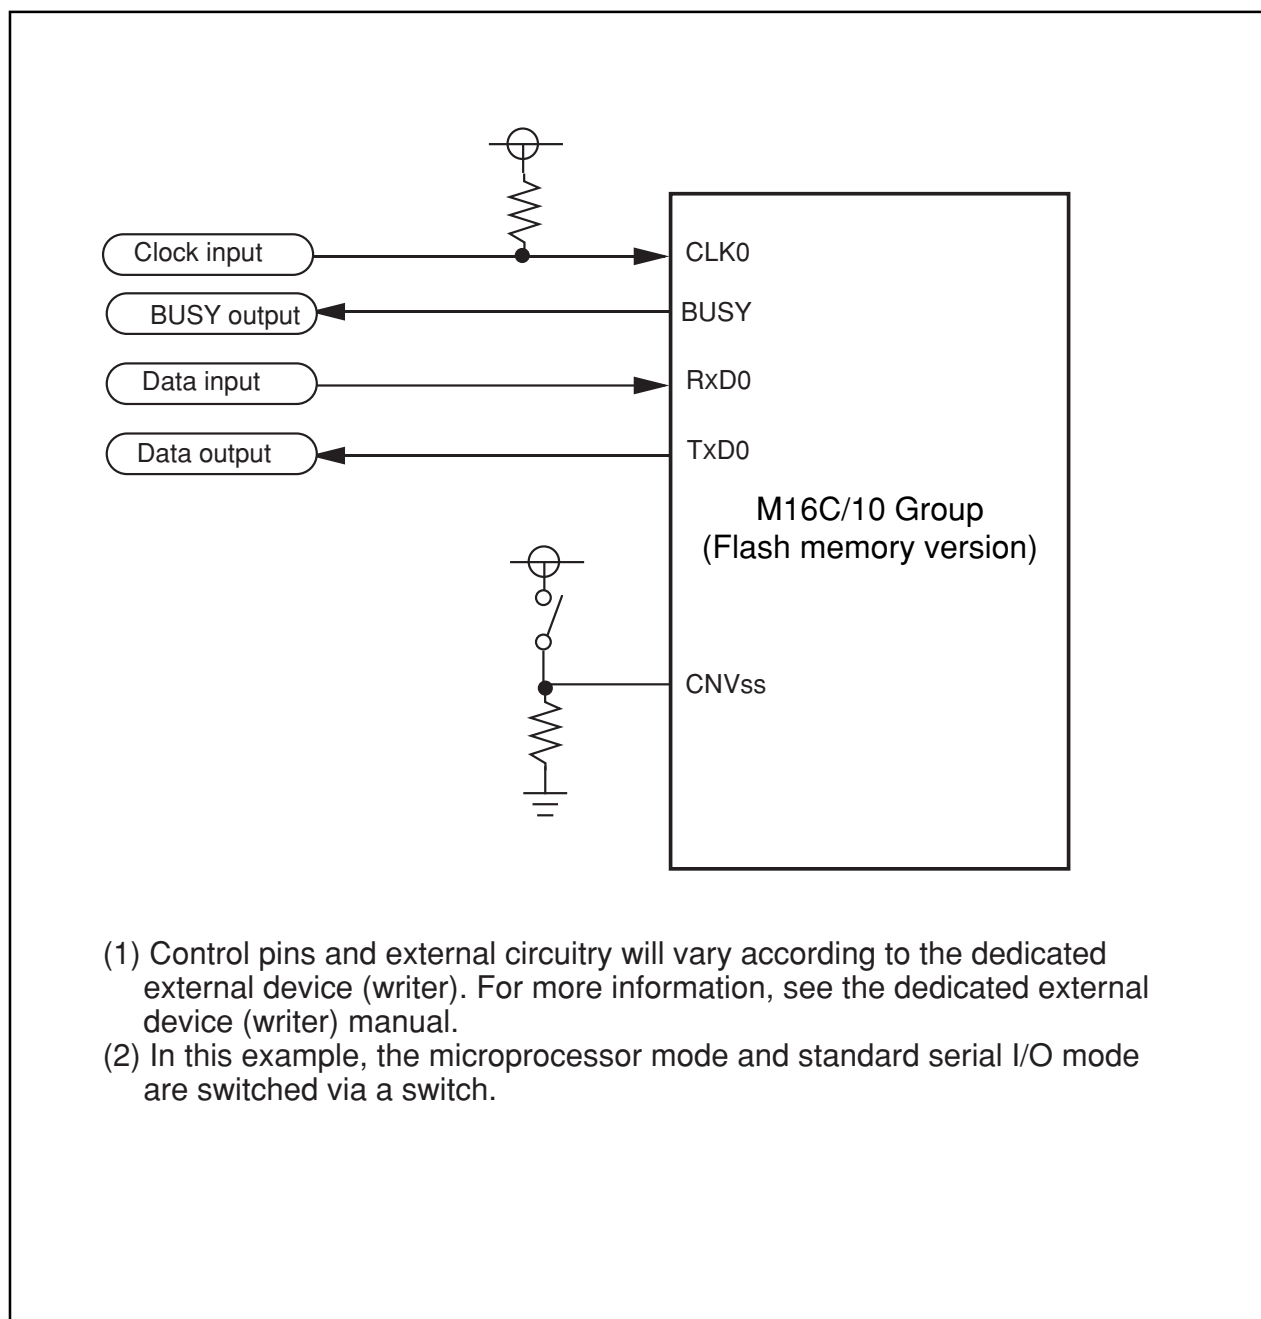 Clock input
CLK0
BUSY output
BUSY
Data input
RxD0
Data output
TxD0
M16C/10 Group
(Flash memory version)
CNVss
(1) Control pins and external circuitry will vary according to the dedicated
external device (writer). For more information, see the dedicated external
device (writer) manual.
(2) In this example, the microprocessor mode and standard serial I/O mode
are switched via a switch.